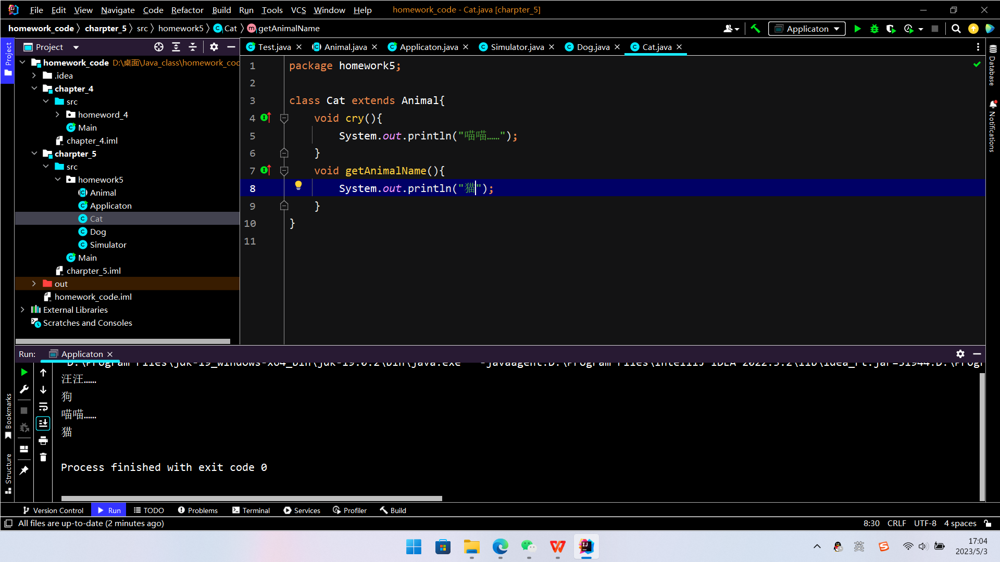 File Edit View Navigate Code Refactor Build Run Tools VCS Window Help homework_code - Cat.java [charpter_5]
homework_code charpter_5 src homework5 Cat getAnimalName Applicaton
Project
Project
homework_code D:\桌面\Java_class\homework_coc
.idea
chapter_4
src
homeword_4
Main
chapter_4.iml
charpter_5
src
homework5
Animal
Applicaton
Cat
Dog
Simulator
Main
charpter_5.iml
out
homework_code.iml
External Libraries
Scratches and Consoles
Test.java Animal.java Applicaton.java Simulator.java Dog.java Cat.java
1 package homework5;
2
3 class Cat extends Animal{
4 void cry(){
5 System.out.println("喵喵……");
6 }
7 void getAnimalName(){
8 System.out.println("猫");
9 }
10 }
11
Database
Notifications
Run: Applicaton
汪汪……
狗
喵喵……
猫
Process finished with exit code 0
Bookmarks
Structure
Version Control Run TODO Problems Terminal Services Profiler Build
All files are up-to-date (2 minutes ago) 8:30 CRLF UTF-8 4 spaces
英 17:04
2023/5/3